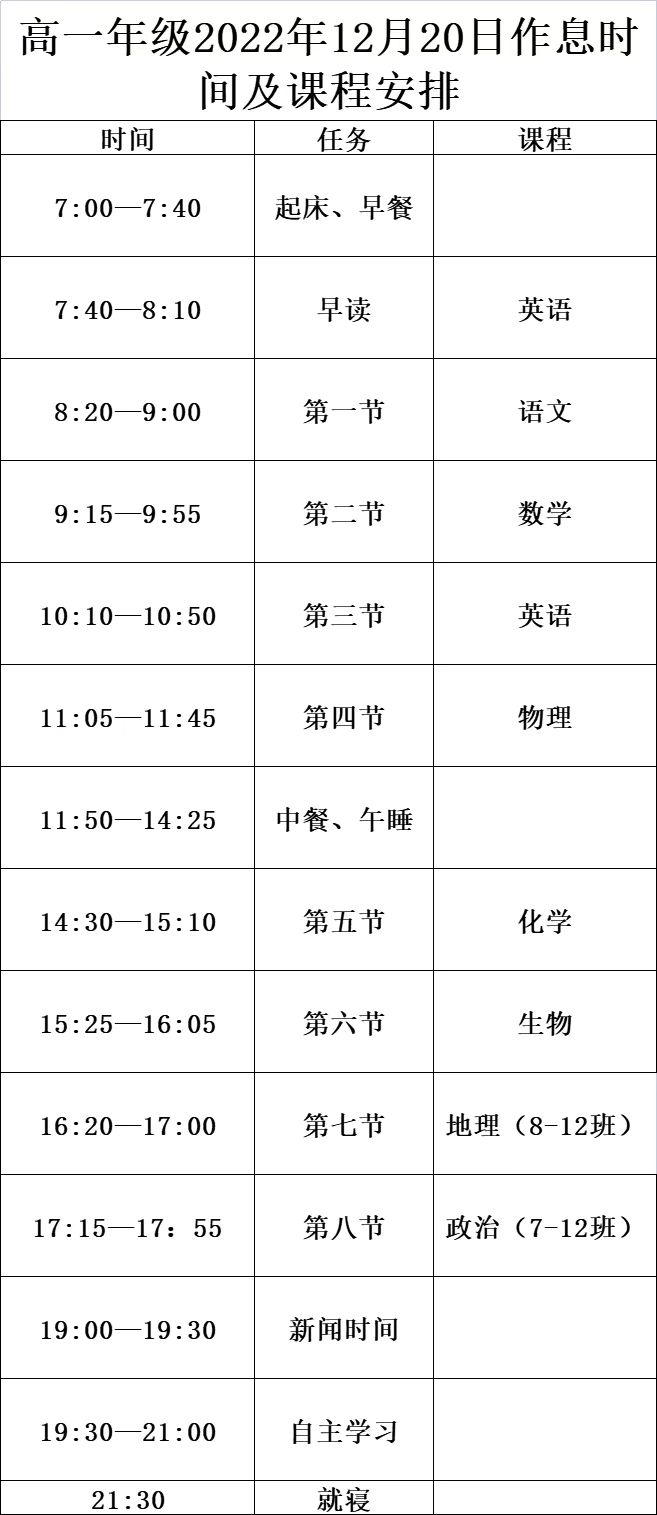 高一年级2022年12月20日作息时
间及课程安排
时间 任务 课程
7:00—7:40 起床、早餐
7:40—8:10 早读 英语
8:20—9:00 第一节 语文
9:15—9:55 第二节 数学
10:10—10:50 第三节 英语
11:05—11:45 第四节 物理
11:50—14:25 中餐、午睡
14:30—15:10 第五节 化学
15:25—16:05 第六节 生物
16:20—17:00 第七节 地理（8-12班）
17:15—17：55 第八节 政治（7-12班）
19:00—19:30 新闻时间
19:30—21:00 自主学习
21:30 就寝